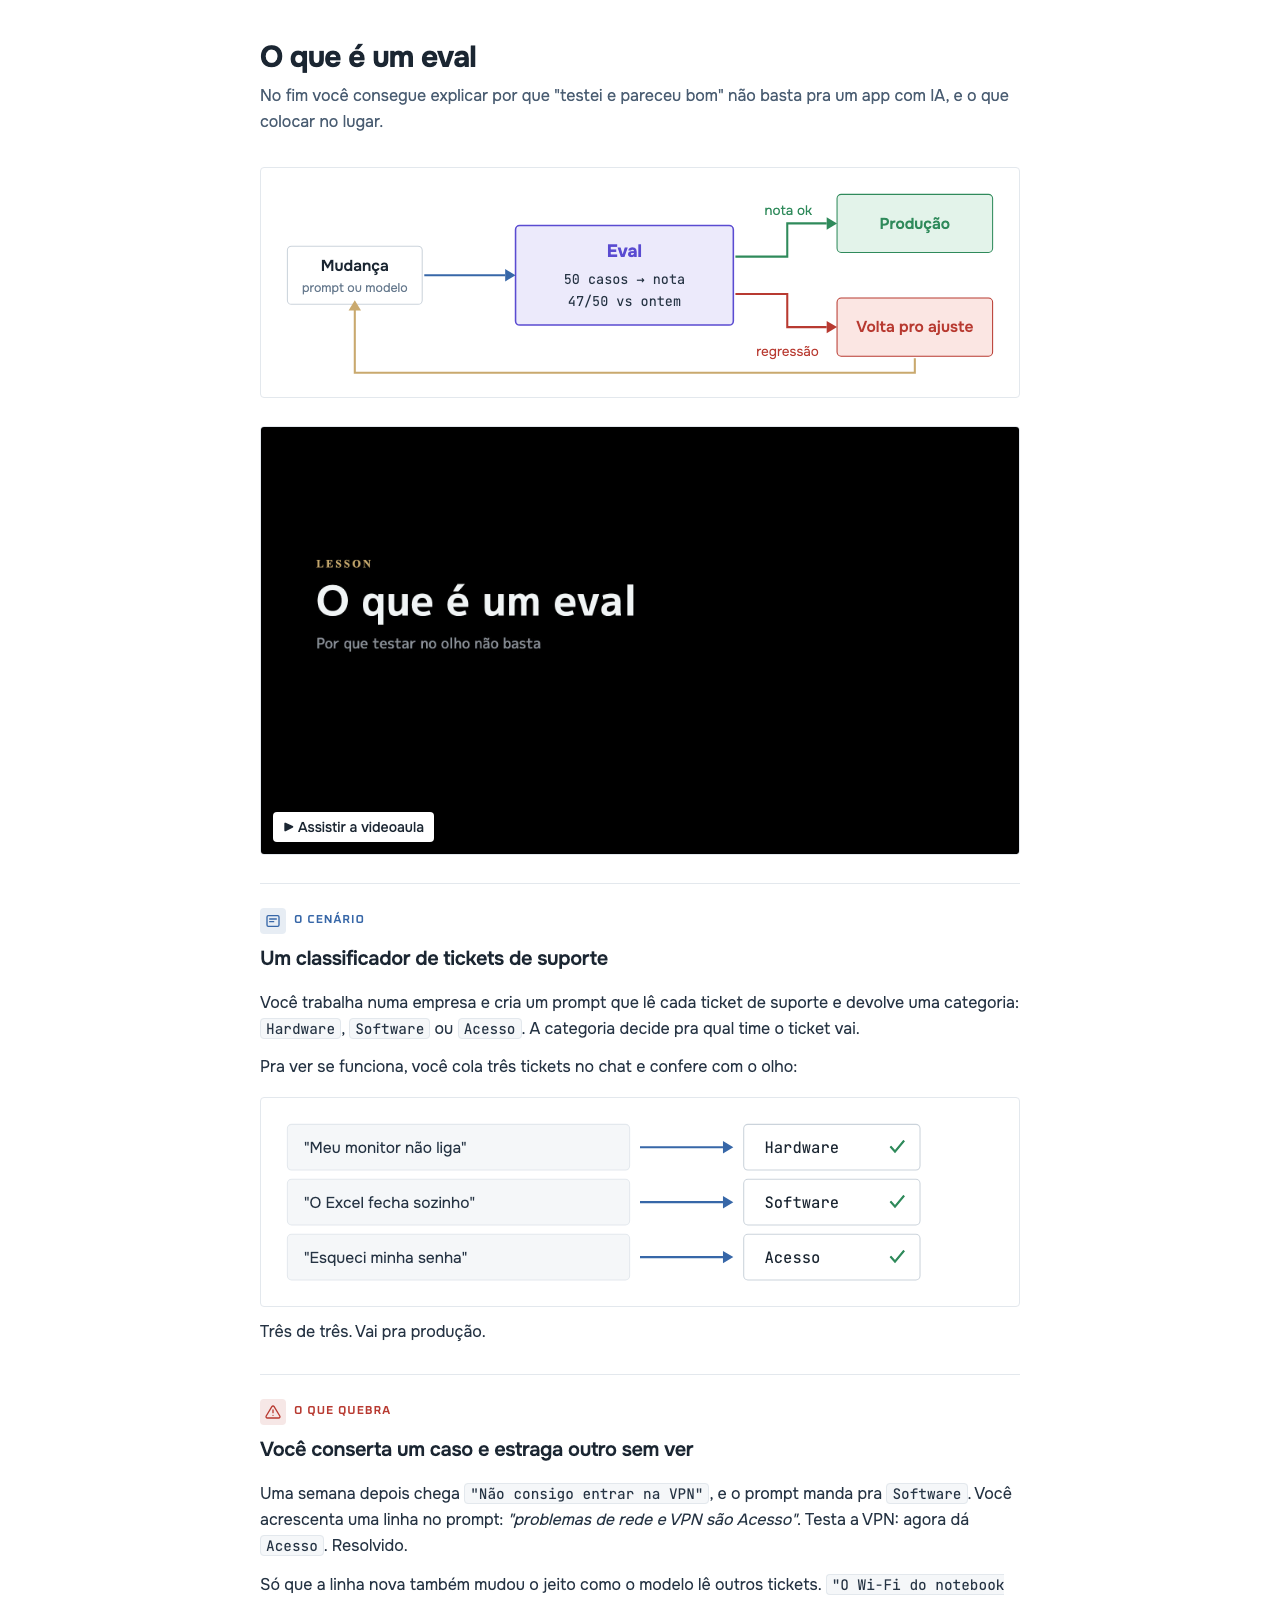 O que é um eval
No fim você consegue explicar por que "testei e pareceu bom" não basta pra um app com IA, e o que
colocar no lugar.
Mudança
prompt ou modelo
Eval
50 casos → nota
47/50 vs ontem
nota ok
Produção
regressão
Volta pro ajuste
LESSON
O que é um eval
Por que testar no olho não basta
▶ Assistir a videoaula
O CENÁRIO
Um classificador de tickets de suporte
Você trabalha numa empresa e cria um prompt que lê cada ticket de suporte e devolve uma categoria:
Hardware, Software ou Acesso. A categoria decide pra qual time o ticket vai.
Pra ver se funciona, você cola três tickets no chat e confere com o olho:
"Meu monitor não liga" Hardware ✓
"O Excel fecha sozinho" Software ✓
"Esqueci minha senha" Acesso ✓
Três de três. Vai pra produção.
O QUE QUEBRA
Você conserta um caso e estraga outro sem ver
Uma semana depois chega "Não consigo entrar na VPN", e o prompt manda pra Software. Você
acrescenta uma linha no prompt: "problemas de rede e VPN são Acesso". Testa a VPN: agora dá
Acesso. Resolvido.
Só que a linha nova também mudou o jeito como o modelo lê outros tickets. "O Wi-Fi do notebook